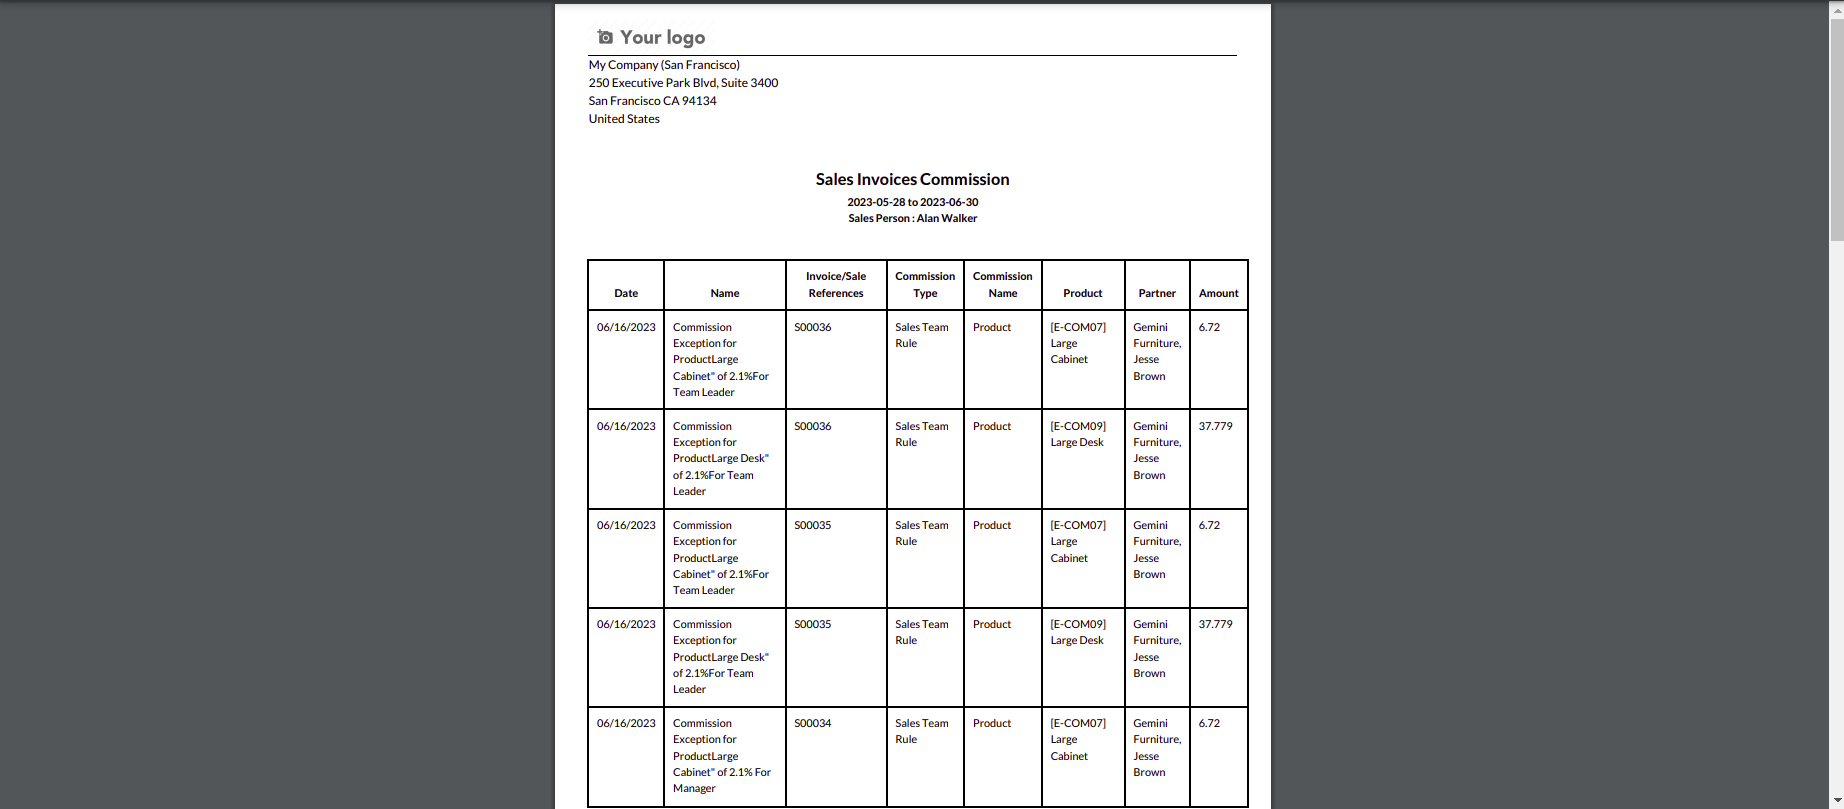 Your logo
My Company (San Francisco)
250 Executive Park Blvd, Suite 3400
San Francisco CA 94134
United States
Sales Invoices Commission
2023-05-28 to 2023-06-30
Sales Person : Alan Walker
Date
Name
Invoice/Sale
References
Commission
Type
Commission
Name
Product
Partner
Amount
06/16/2023
Commission
Exception for
ProductLarge
Cabinet" of 2.1%For
Team Leader
S00036
Sales Team
Rule
Product
[E-COM07]
Large
Cabinet
Gemini
Furniture,
Jesse
Brown
6.72
06/16/2023
Commission
Exception for
ProductLarge Desk"
of 2.1%For Team
Leader
S00036
Sales Team
Rule
Product
[E-COM09]
Large Desk
Gemini
Furniture,
Jesse
Brown
37.779
06/16/2023
Commission
Exception for
ProductLarge
Cabinet" of 2.1%For
Team Leader
S00035
Sales Team
Rule
Product
[E-COM07]
Large
Cabinet
Gemini
Furniture,
Jesse
Brown
6.72
06/16/2023
Commission
Exception for
ProductLarge Desk"
of 2.1%For Team
Leader
S00035
Sales Team
Rule
Product
[E-COM09]
Large Desk
Gemini
Furniture,
Jesse
Brown
37.779
06/16/2023
Commission
Exception for
ProductLarge
Cabinet" of 2.1% For
Manager
S00034
Sales Team
Rule
Product
[E-COM07]
Large
Cabinet
Gemini
Furniture,
Jesse
Brown
6.72